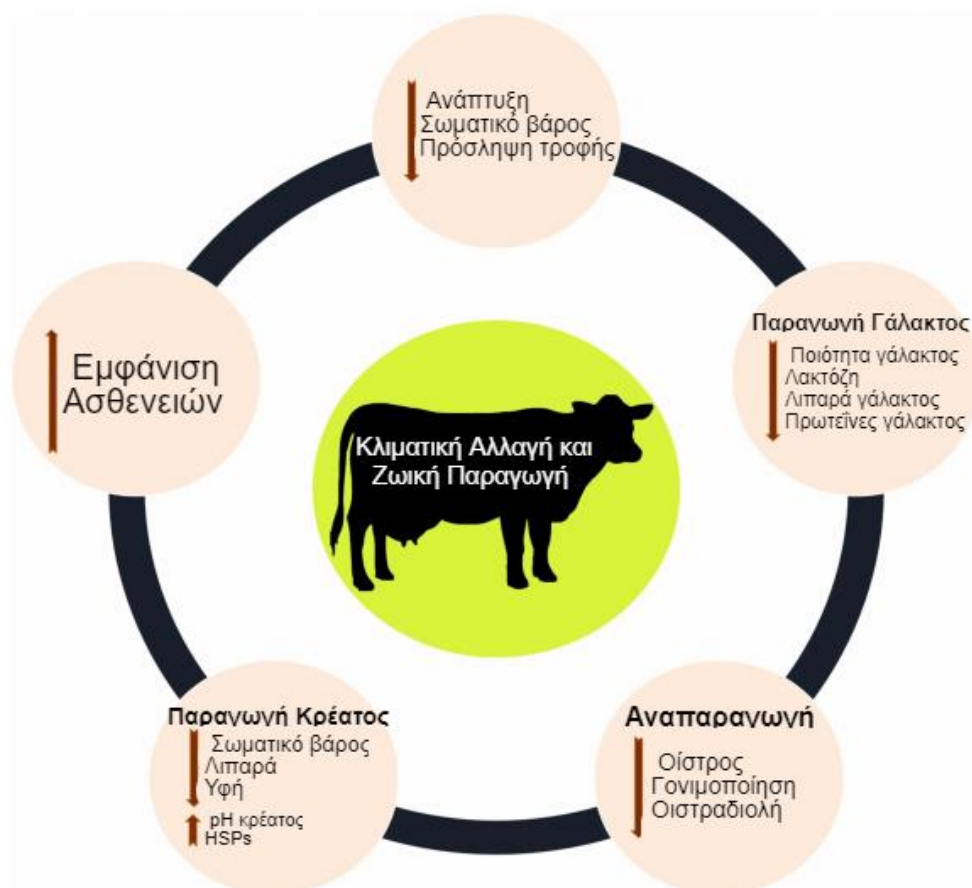 Ανάπτυξη
Σωματικό βάρος
Πρόσληψη τροφής
Παραγωγή Γάλακτος
Ποιότητα γάλακτος
Λακτόζη
Λιπαρά γάλακτος
Πρωτεΐνες γάλακτος
Εμφάνιση
Ασθενειών
Κλιματική Αλλαγή και
Ζωική Παραγωγή
Παραγωγή Κρέατος
Σωματικό βάρος
Λιπαρά
Υφή
pH κρέατος
HSPs
Αναπαραγωγή
Οίστρος
Γονιμοποίηση
Οιστραδιολή